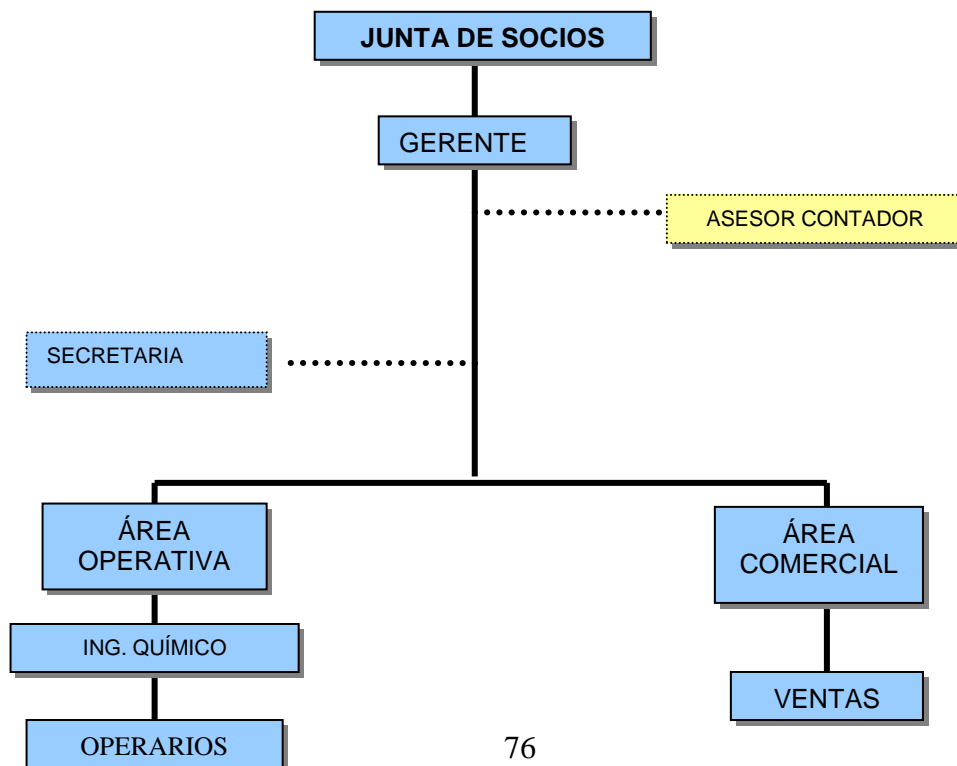 JUNTA DE SOCIOS
GERENTE
ASESOR CONTADOR
SECRETARIA
ÁREA
OPERATIVA
ÁREA
COMERCIAL
ING. QUÍMICO
VENTAS
OPERARIOS
76